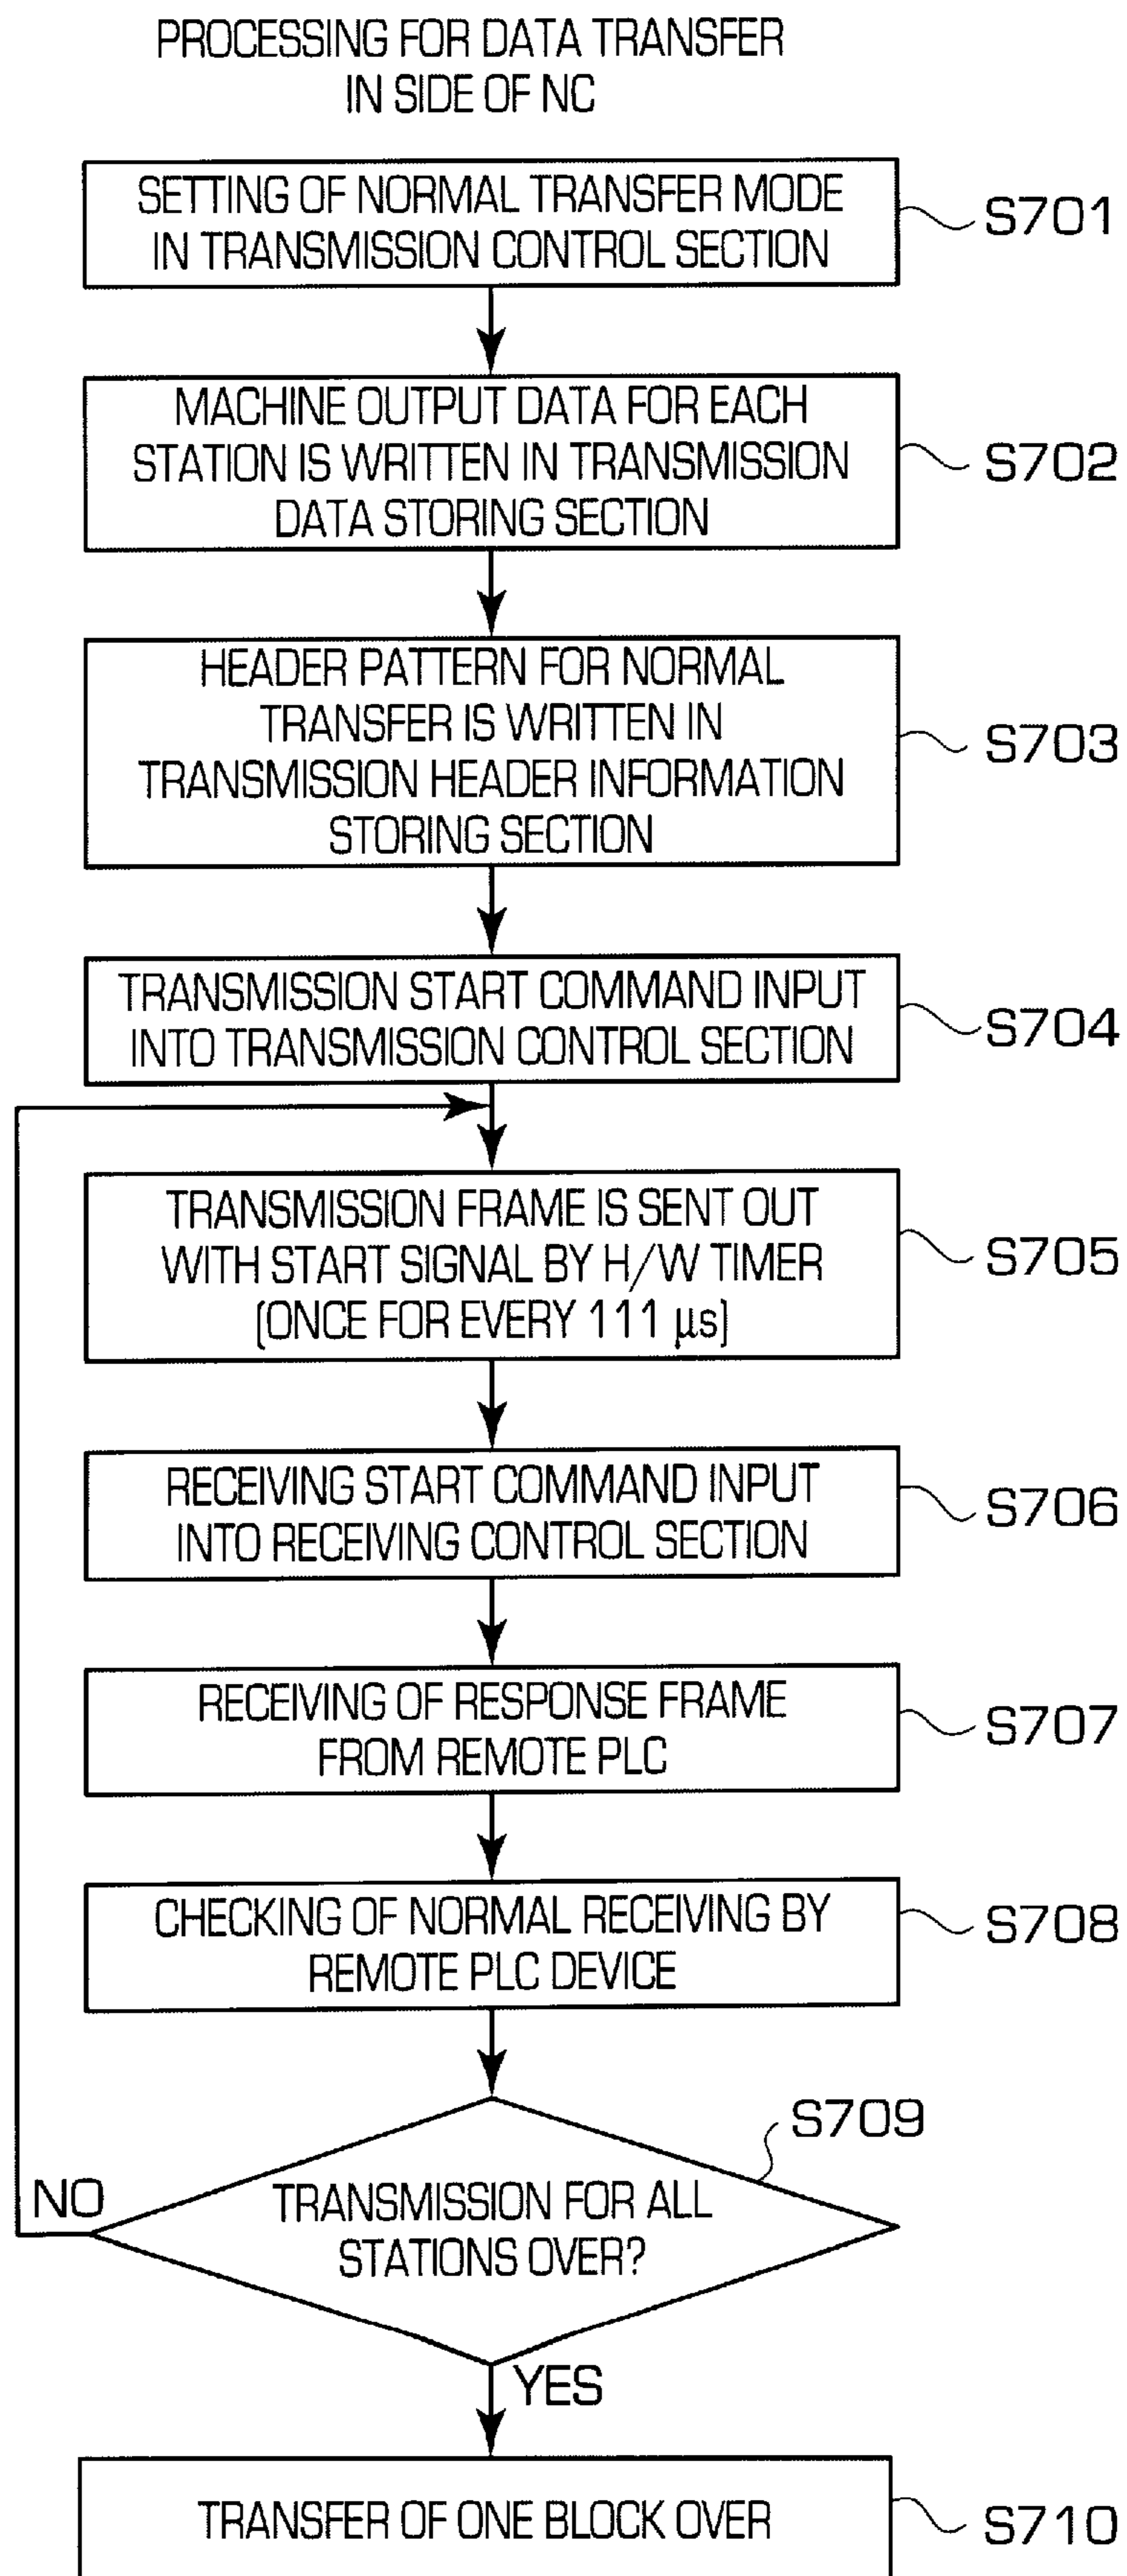 PROCESSING FOR DATA TRANSFER
IN SIDE OF NC
SETTING OF NORMAL TRANSFER MODE
IN TRANSMISSION CONTROL SECTION
S701
MACHINE OUTPUT DATA FOR EACH
STATION IS WRITTEN IN TRANSMISSION
DATA STORING SECTION
S702
HEADER PATTERN FOR NORMAL
TRANSFER IS WRITTEN IN
TRANSMISSION HEADER INFORMATION
STORING SECTION
S703
TRANSMISSION START COMMAND INPUT
INTO TRANSMISSION CONTROL SECTION
S704
TRANSMISSION FRAME IS SENT OUT
WITH START SIGNAL BY H/W TIMER
(ONCE FOR EVERY 111 µs)
S705
RECEIVING START COMMAND INPUT
INTO RECEIVING CONTROL SECTION
S706
RECEIVING OF RESPONSE FRAME
FROM REMOTE PLC
S707
CHECKING OF NORMAL RECEIVING BY
REMOTE PLC DEVICE
S708
S709
NO
TRANSMISSION FOR ALL
STATIONS OVER?
YES
TRANSFER OF ONE BLOCK OVER
S710